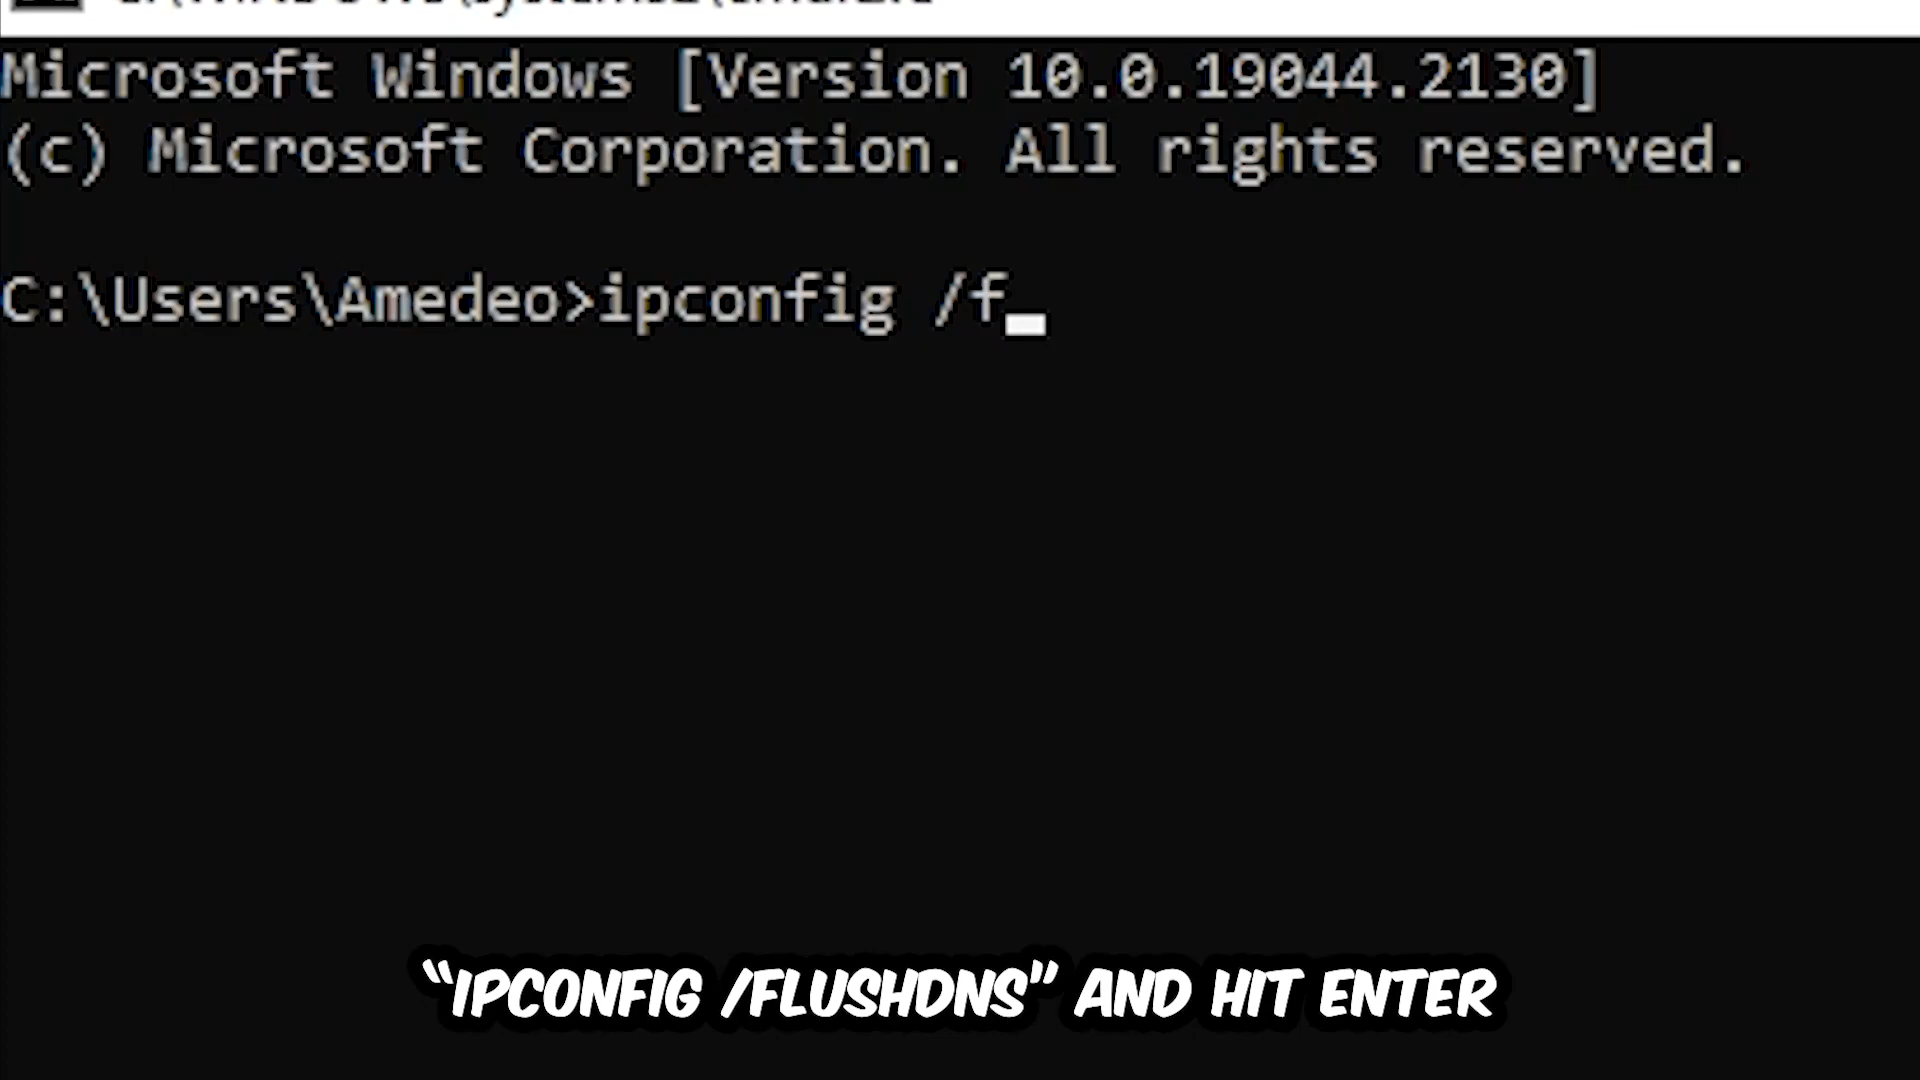 Microsoft Windows [Version 10.0.19044.2130]
(c) Microsoft Corporation. All rights reserved.
C:\Users\Amedeo>ipconfig /f
“IPCONFIG /FLUSHDNS” AND HIT ENTER